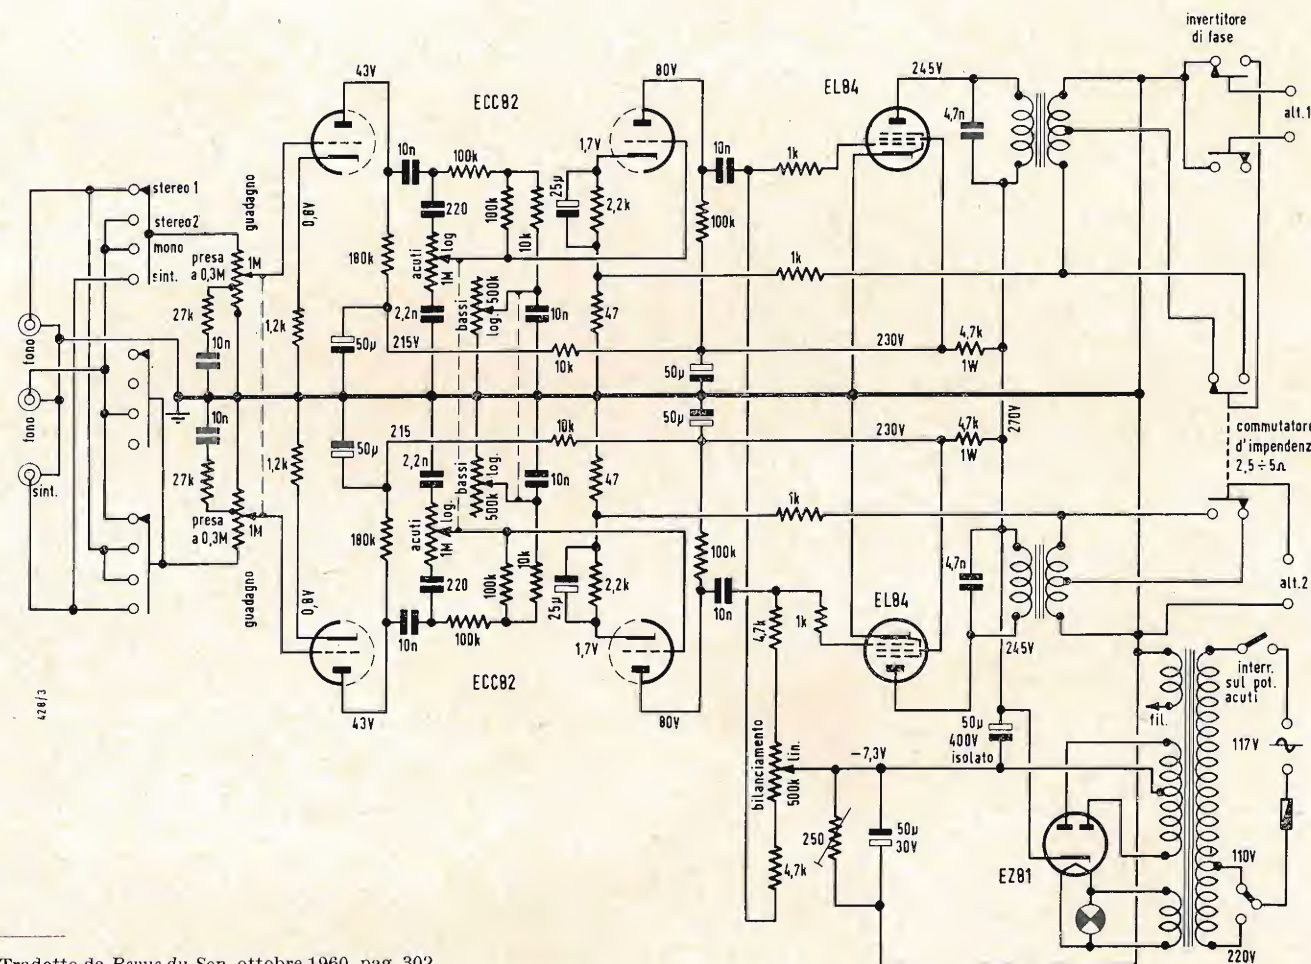 invertitore
di fase
43V
ECC82
80V
EL84
245V
4,7n
alt.1
10n
100k
1,7V
25µ
2,2k
10n
1k
100k
stereo 1
stereo 2
mono
sint.
guadagno
presa
a 0,3M
1M
0,8V
220
100k
10k
180k
acuti
1M log
bassi
500k
log.
1k
27k
10n
1,2k
2,2n
10n
47
fono
fono
sint.
50µ
215V
10k
50µ
230V
4,7k
1W
270V
10n
27k
presa
a 0,3M
1M
guadagno
1,2k
0,8V
50µ
215
10k
50µ
230V
4,7k
1W
commutatore
d'impendenz
2,5÷5Ω
2,2n
bassi
500k
log.
10n
47
1k
180k
acuti
1M log.
220
100k
10k
25µ
2,2k
100k
4,7n
alt.2
10n
100k
1,7V
10n
4,7k
1k
EL84
245V
43V
ECC82
80V
428/3
interr.
sul pot.
acuti
fil.
117V
50µ
400V
isolato
bilanciamento
500k lin.
–7,3V
250
50µ
30V
4,7k
EZ81
110V
220V
Tradotto da Revue du Son, ottobre 1960, pag. 302